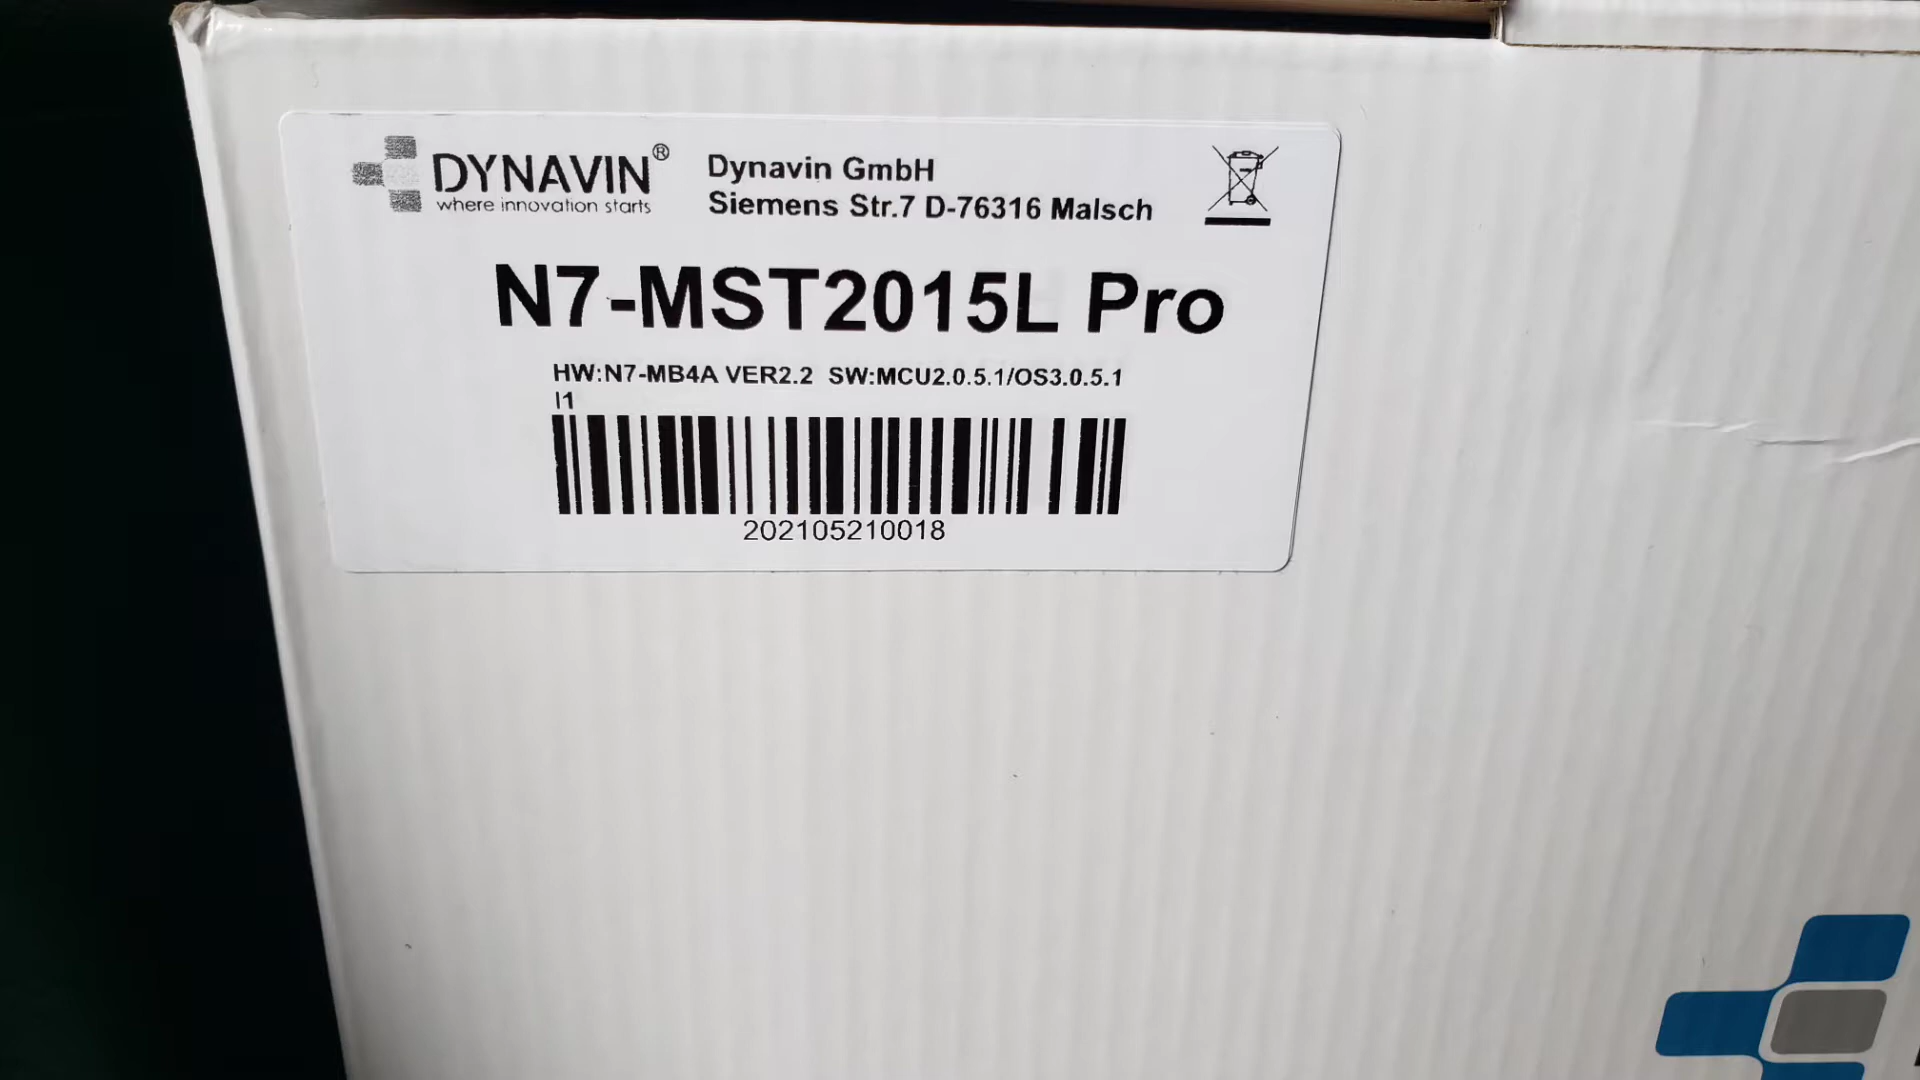 DYNAVIN®
where innovation starts
Dynavin GmbH
Siemens Str.7 D-76316 Malsch
N7-MST2015L Pro
HW:N7-MB4A VER2.2 SW:MCU2.0.5.1/OS3.0.5.1
I1
202105210018